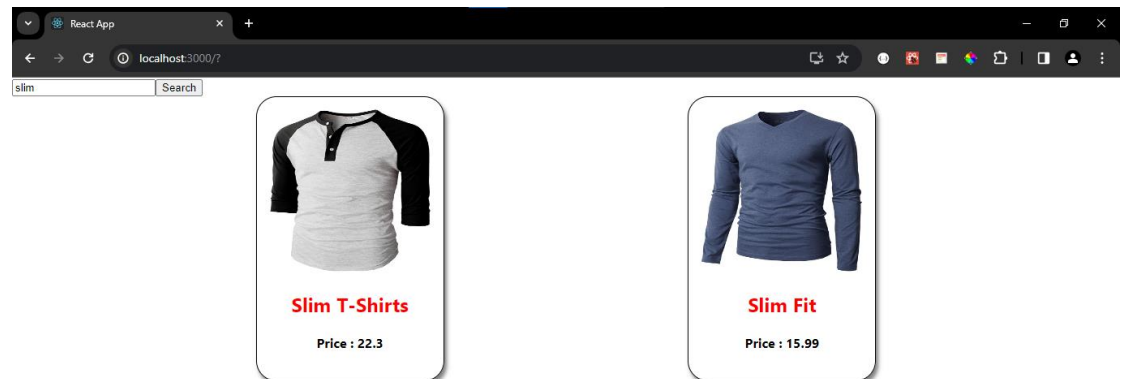 React App
localhost:3000/?
slim
Search
Slim T-Shirts
Price : 22.3
Slim Fit
Price : 15.99